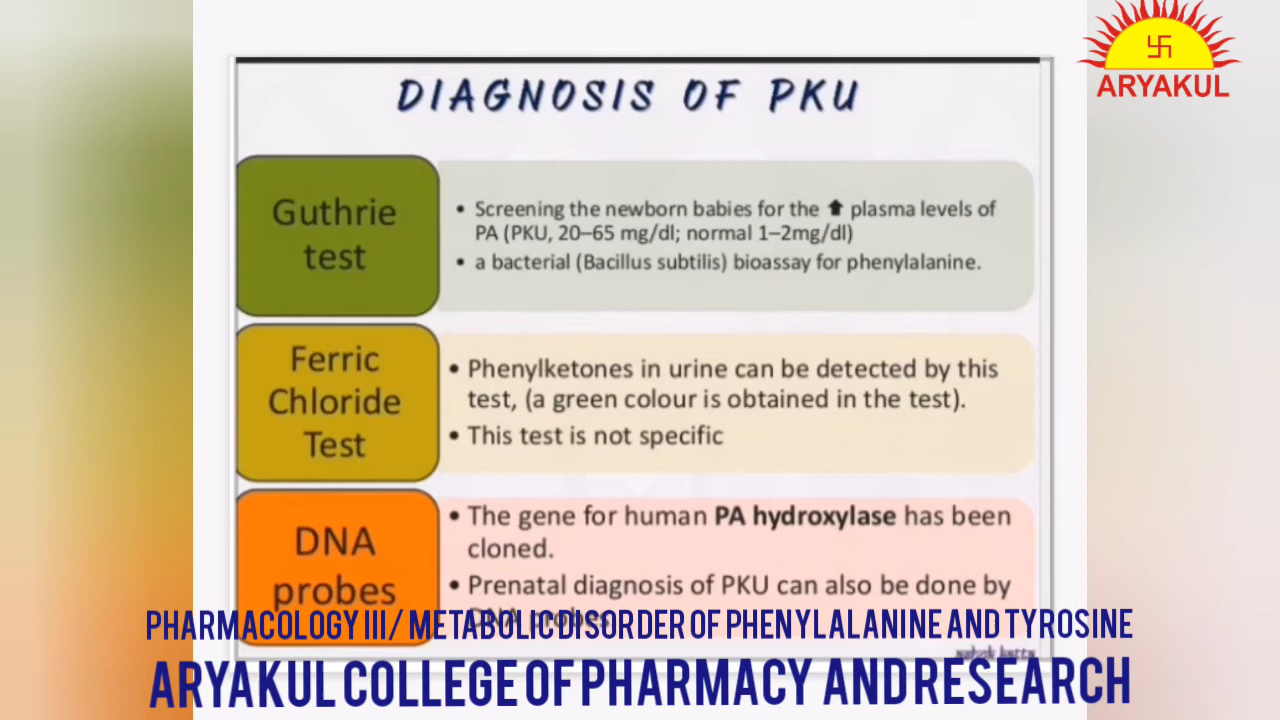 ARYAKUL
DIAGNOSIS OF PKU
Guthrie
test
• Screening the newborn babies for the ⬆ plasma levels of
PA (PKU, 20–65 mg/dl; normal 1–2mg/dl)
• a bacterial (Bacillus subtilis) bioassay for phenylalanine.
Ferric
Chloride
Test
• Phenylketones in urine can be detected by this
test, (a green colour is obtained in the test).
• This test is not specific
DNA
probes
• The gene for human PA hydroxylase has been
cloned.
• Prenatal diagnosis of PKU can also be done by
DNA probes
PHARMACOLOGY III/ METABOLIC DISORDER OF PHENYLALANINE AND TYROSINE
ARYAKUL COLLEGE OF PHARMACY AND RESEARCH